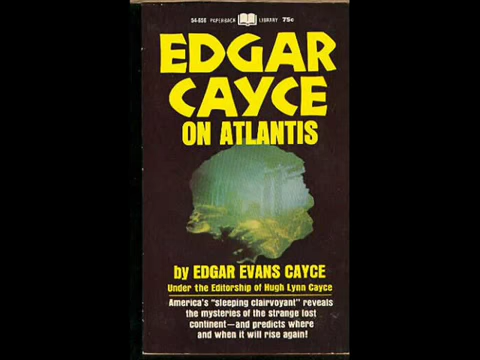 54-656 PAPERBACK LIBRARY 75c
EDGAR
CAYCE
ON ATLANTIS
by EDGAR EVANS CAYCE
Under the Editorship of Hugh Lynn Cayce
America's "sleeping clairvoyant" reveals
the mysteries of the strange lost
continent—and predicts where
and when it will rise again!